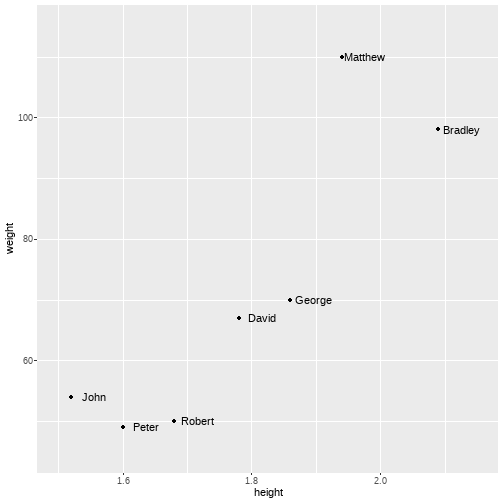 Matthew
100
Bradley
weight
80
George
David
60
John
Robert
Peter
1.6
1.8
2.0
height